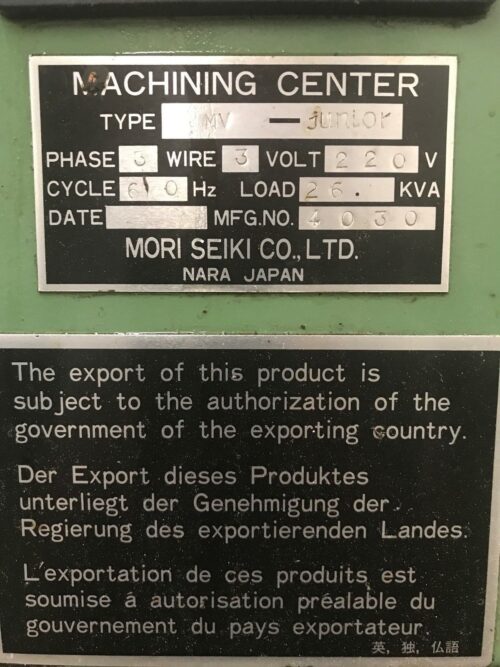 MACHINING CENTER
TYPE MV — junior
PHASE 3 WIRE 3 VOLT 220 V
CYCLE 60 Hz LOAD 26. KVA
DATE MFG.NO. 4030
MORI SEIKI CO.,LTD.
NARA JAPAN
The export of this product is
subject to the authorization of the
government of the exporting country.
Der Export dieses Produktes
unterliegt der Genehmigung der
Regierung des exportierenden Landes.
L'exportation de ces produits est
soumise á autorisation préalable du
gouvernement du pays exportateur
英, 独, 仏語